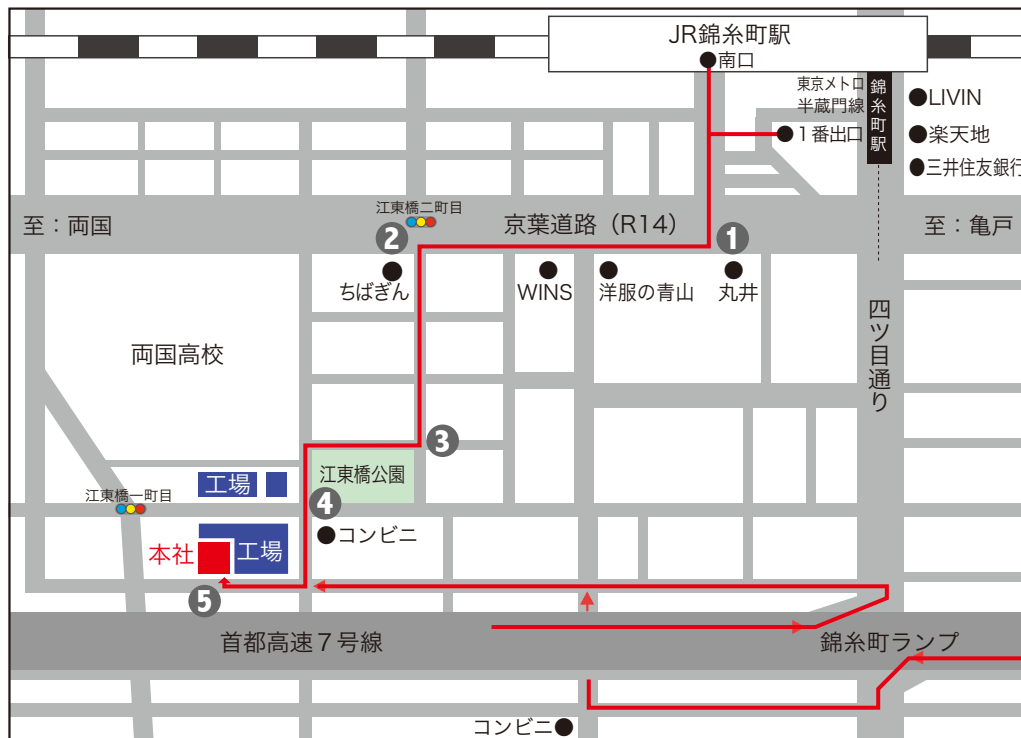 JR錦糸町駅
●南口
東京メトロ
半蔵門線
錦糸町駅
●1番出口
●LIVIN
●楽天地
●三井住友銀行
江東橋二町目
至：両国
京葉道路（R14）
至：亀戸
❷
❶
ちばぎん
WINS
洋服の青山
丸井
四ツ目通り
両国高校
❸
江東橋公園
工場
❹
江東橋一町目
●コンビニ
本社
工場
❺
首都高速７号線
錦糸町ランプ
コンビニ●